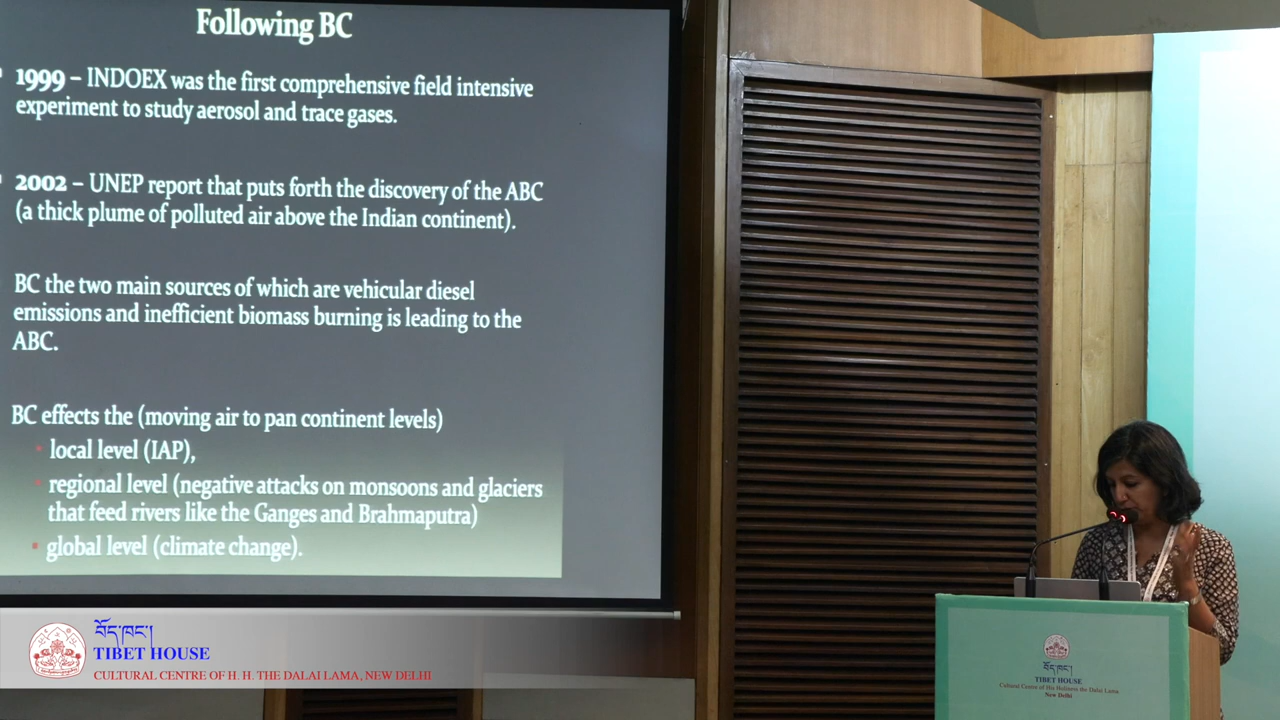 Following BC
1999 – INDOEX was the first comprehensive field intensive
experiment to study aerosol and trace gases.
2002 – UNEP report that puts forth the discovery of the ABC
(a thick plume of polluted air above the Indian continent).
BC the two main sources of which are vehicular diesel
emissions and inefficient biomass burning is leading to the
ABC.
BC effects the (moving air to pan continent levels)
local level (IAP),
regional level (negative attacks on monsoons and glaciers
that feed rivers like the Ganges and Brahmaputra)
global level (climate change).
བོད་ཁང་།
TIBET HOUSE
CULTURAL CENTRE OF H. H. THE DALAI LAMA, NEW DELHI
བོད་ཁང་།
TIBET HOUSE
Cultural Centre of His Holiness the Dalai Lama
New Delhi